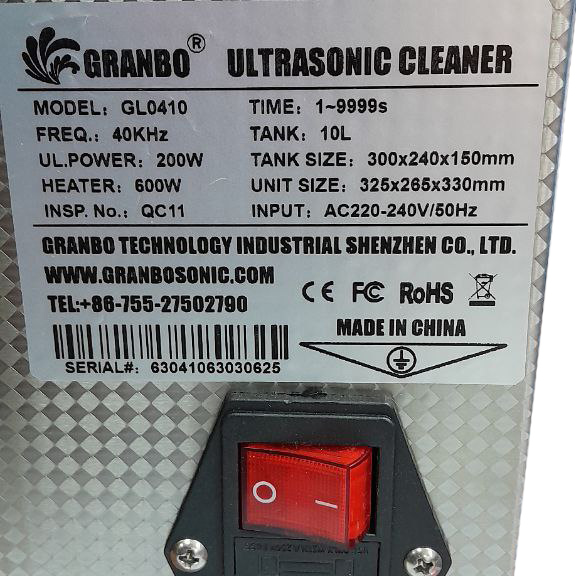 GRANBO® ULTRASONIC CLEANER
MODEL: GL0410 TIME: 1~9999s
FREQ.: 40KHz TANK: 10L
UL.POWER: 200W TANK SIZE: 300x240x150mm
HEATER: 600W UNIT SIZE: 325x265x330mm
INSP. No.: QC11 INPUT: AC220-240V/50Hz
GRANBO TECHNOLOGY INDUSTRIAL SHENZHEN CO., LTD.
WWW.GRANBOSONIC.COM
TEL:+86-755-27502790
CE FC RoHS
MADE IN CHINA
SERIAL#: 63041063030625
O I